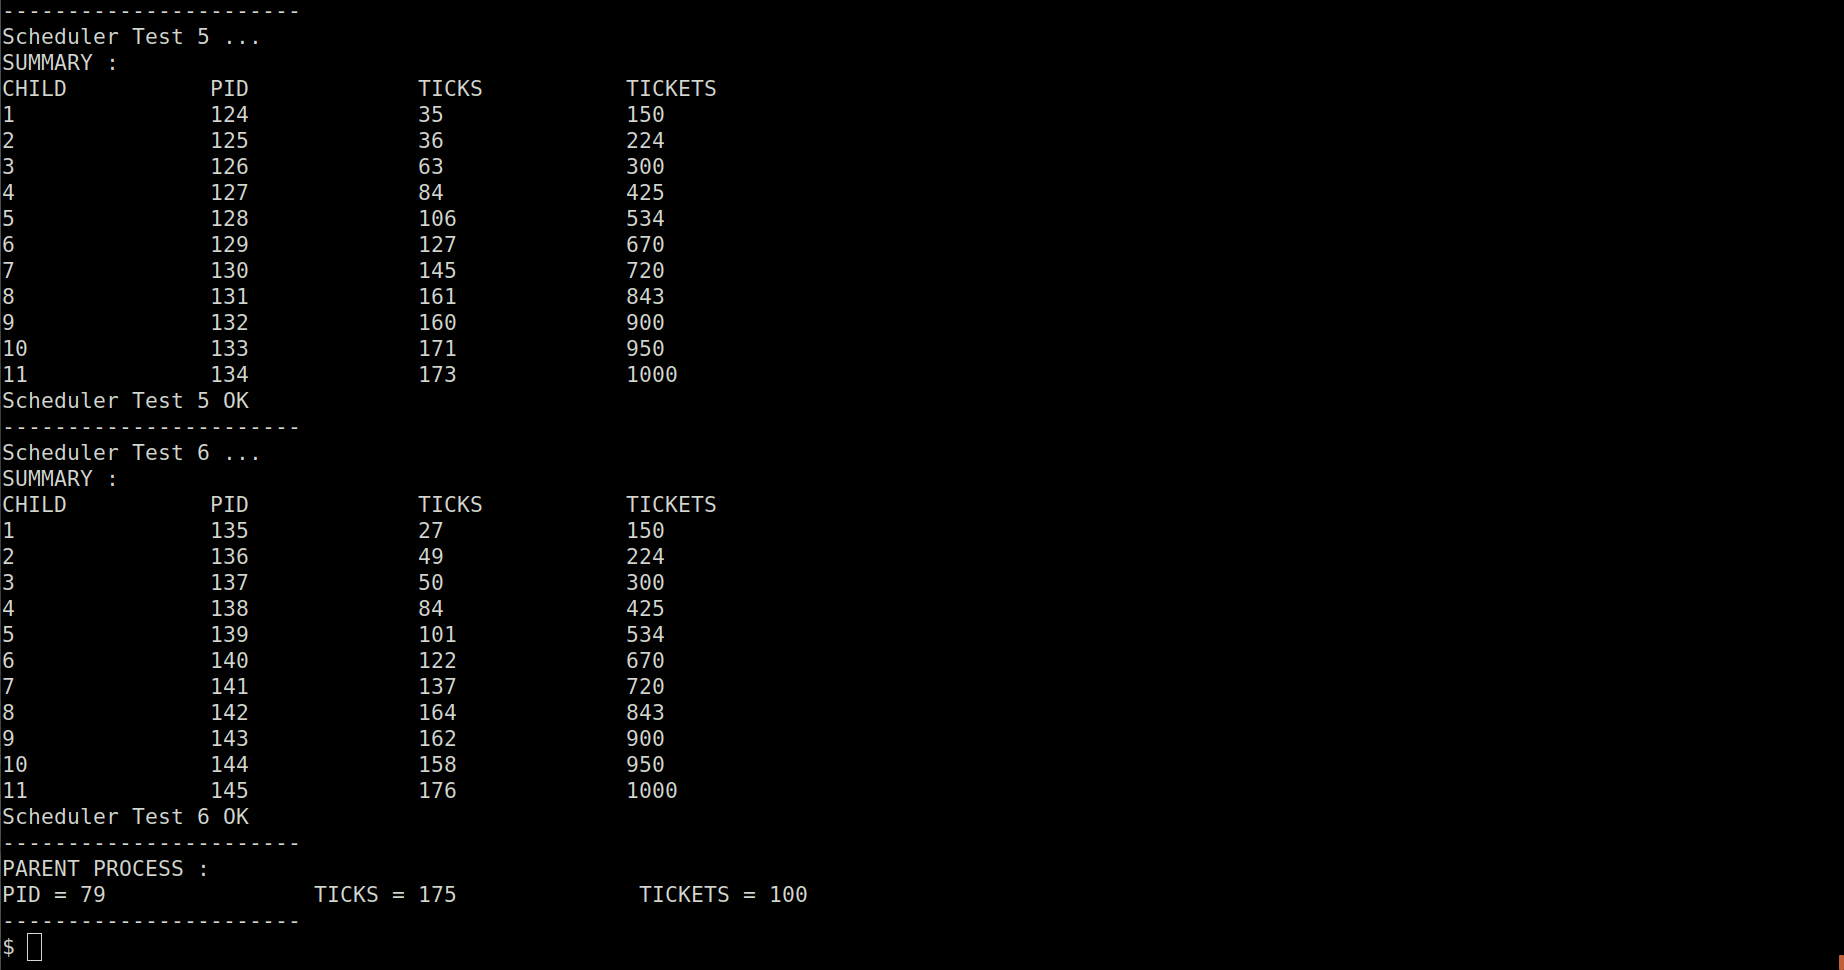 -----------------------
Scheduler Test 5 ...
SUMMARY :
CHILD           PID             TICKS           TICKETS
1               124             35              150
2               125             36              224
3               126             63              300
4               127             84              425
5               128             106             534
6               129             127             670
7               130             145             720
8               131             161             843
9               132             160             900
10              133             171             950
11              134             173             1000
Scheduler Test 5 OK
-----------------------
Scheduler Test 6 ...
SUMMARY :
CHILD           PID             TICKS           TICKETS
1               135             27              150
2               136             49              224
3               137             50              300
4               138             84              425
5               139             101             534
6               140             122             670
7               141             137             720
8               142             164             843
9               143             162             900
10              144             158             950
11              145             176             1000
Scheduler Test 6 OK
-----------------------
PARENT PROCESS :
PID = 79                TICKS = 175              TICKETS = 100
-----------------------
$